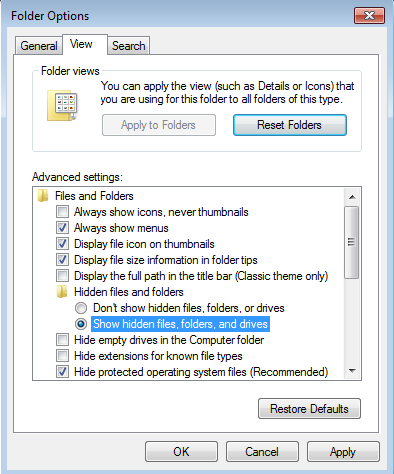 Folder Options
General View Search
Folder views
You can apply the view (such as Details or Icons) that
you are using for this folder to all folders of this type.
Apply to Folders Reset Folders
Advanced settings:
Files and Folders
Always show icons, never thumbnails
Always show menus
Display file icon on thumbnails
Display file size information in folder tips
Display the full path in the title bar (Classic theme only)
Hidden files and folders
Don't show hidden files, folders, or drives
Show hidden files, folders, and drives
Hide empty drives in the Computer folder
Hide extensions for known file types
Hide protected operating system files (Recommended)
Restore Defaults
OK Cancel Apply